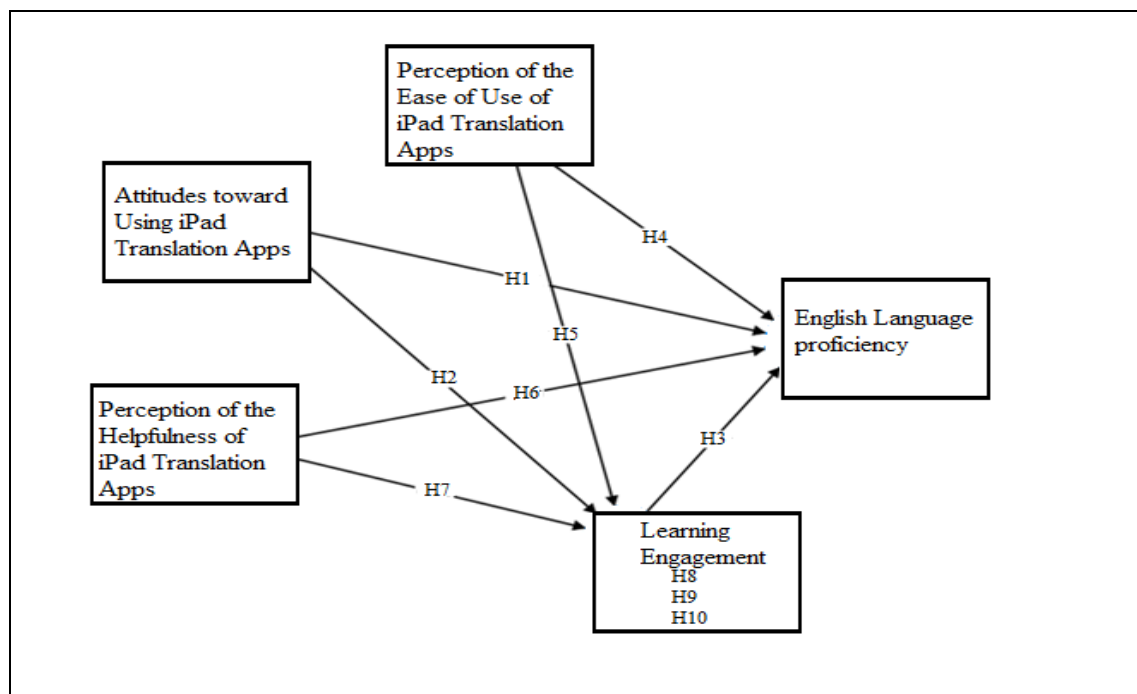 Perception of the
Ease of Use of
iPad Translation
Apps
Attitudes toward
Using iPad
Translation Apps
H4
H1
English Language
proficiency
H5
H2
H6
Perception of the
Helpfulness of
iPad Translation
Apps
H3
H7
Learning
Engagement
H8
H9
H10